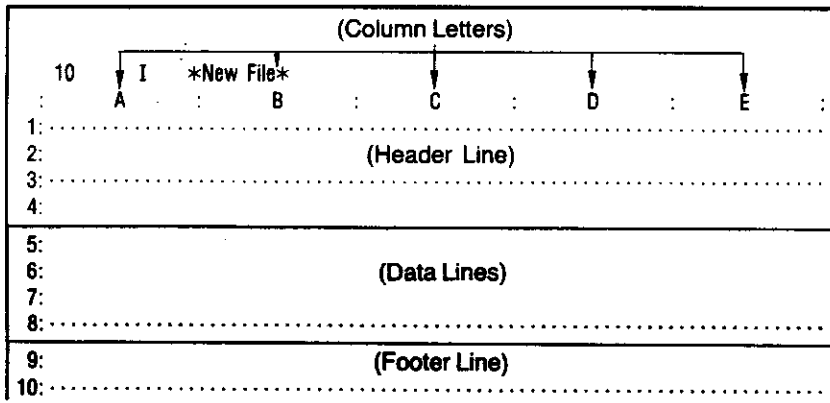 (Column Letters)
10 I *New File*
: A : B : C : D : E :
1: ........................................................................
2: (Header Line)
3: ........................................................................
4:
5:
6: (Data Lines)
7:
8: ........................................................................
9: (Footer Line)
10: ........................................................................